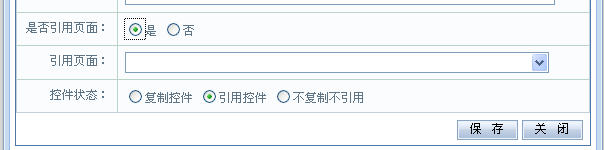 是否引用页面： 是 否
引用页面：
控件状态： 复制控件 引用控件 不复制不引用
保 存 关 闭